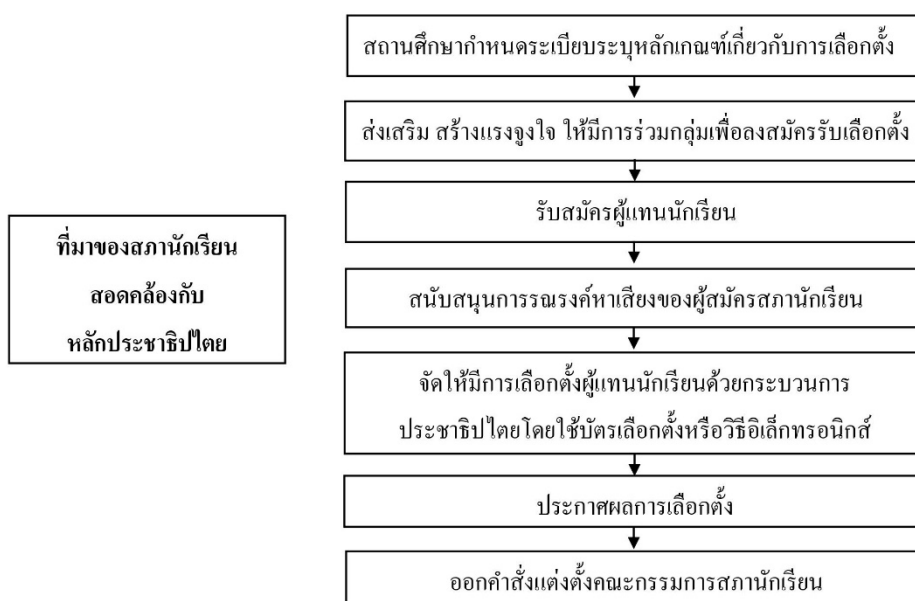 สถานศึกษากำหนดระเบียบระบุหลักเกณฑ์เกี่ยวกับการเลือกตั้ง
ส่งเสริม สร้างแรงจูงใจ ให้มีการร่วมกลุ่มเพื่อลงสมัครรับเลือกตั้ง
รับสมัครผู้แทนนักเรียน
ที่มาของสภานักเรียน
สอดคล้องกับ
หลักประชาธิปไตย
สนับสนุนการรณรงค์หาเสียงของผู้สมัครสภานักเรียน
จัดให้มีการเลือกตั้งผู้แทนนักเรียนด้วยกระบวนการ
ประชาธิปไตยโดยใช้บัตรเลือกตั้งหรือวิธีอิเล็กทรอนิกส์
ประกาศผลการเลือกตั้ง
ออกคำสั่งแต่งตั้งคณะกรรมการสภานักเรียน